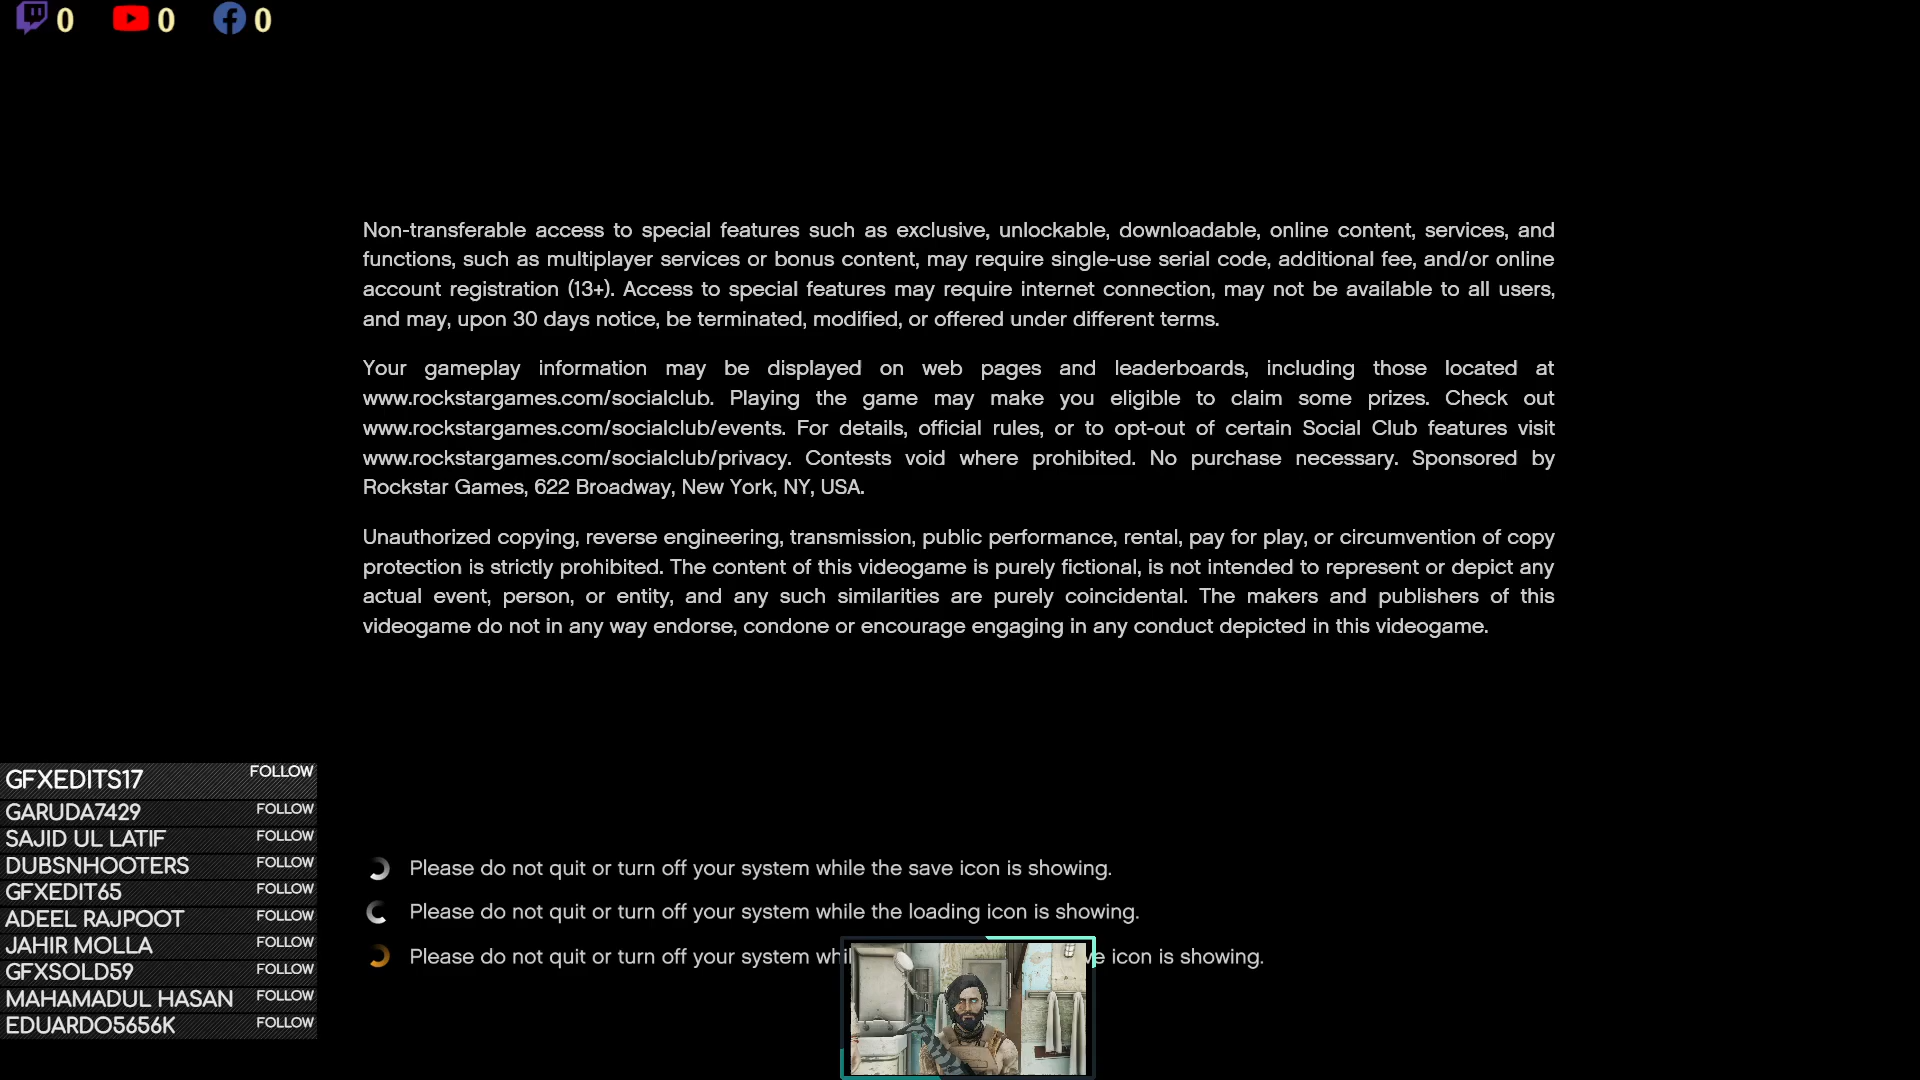 0 0 0
Non-transferable access to special features such as exclusive, unlockable, downloadable, online content, services, and
functions, such as multiplayer services or bonus content, may require single-use serial code, additional fee, and/or online
account registration (13+). Access to special features may require internet connection, may not be available to all users,
and may, upon 30 days notice, be terminated, modified, or offered under different terms.
Your gameplay information may be displayed on web pages and leaderboards, including those located at
www.rockstargames.com/socialclub. Playing the game may make you eligible to claim some prizes. Check out
www.rockstargames.com/socialclub/events. For details, official rules, or to opt-out of certain Social Club features visit
www.rockstargames.com/socialclub/privacy. Contests void where prohibited. No purchase necessary. Sponsored by
Rockstar Games, 622 Broadway, New York, NY, USA.
Unauthorized copying, reverse engineering, transmission, public performance, rental, pay for play, or circumvention of copy
protection is strictly prohibited. The content of this videogame is purely fictional, is not intended to represent or depict any
actual event, person, or entity, and any such similarities are purely coincidental. The makers and publishers of this
videogame do not in any way endorse, condone or encourage engaging in any conduct depicted in this videogame.
GFXEDITS17 FOLLOW
GARUDA7429 FOLLOW
SAJID UL LATIF FOLLOW
DUBSNHOOTERS FOLLOW
GFXEDIT65 FOLLOW
ADEEL RAJPOOT FOLLOW
JAHIR MOLLA FOLLOW
GFXSOLD59 FOLLOW
MAHAMADUL HASAN FOLLOW
EDUARDO5656K FOLLOW
Please do not quit or turn off your system while the save icon is showing.
Please do not quit or turn off your system while the loading icon is showing.
Please do not quit or turn off your system icon is showing.